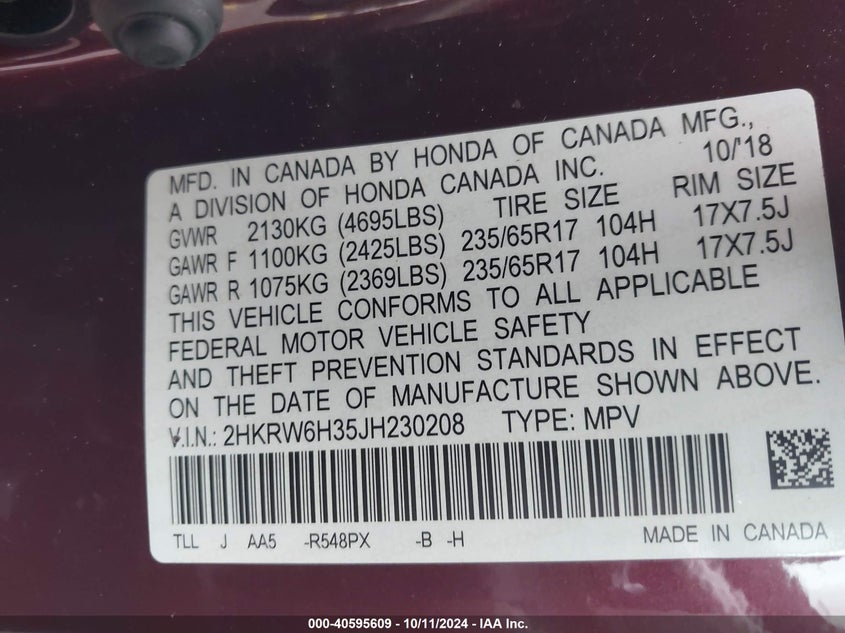 MFD. IN CANADA BY HONDA OF CANADA MFG.,
A DIVISION OF HONDA CANADA INC. 10/'18
GVWR 2130KG (4695LBS) TIRE SIZE RIM SIZE
GAWR F 1100KG (2425LBS) 235/65R17 104H 17X7.5J
GAWR R 1075KG (2369LBS) 235/65R17 104H 17X7.5J
THIS VEHICLE CONFORMS TO ALL APPLICABLE
FEDERAL MOTOR VEHICLE SAFETY
AND THEFT PREVENTION STANDARDS IN EFFECT
ON THE DATE OF MANUFACTURE SHOWN ABOVE.
V.I.N.: 2HKRW6H35JH230208 TYPE: MPV
TLL J AA5 -R548PX -B -H MADE IN CANADA
000-40595609 - 10/11/2024 - IAA Inc.